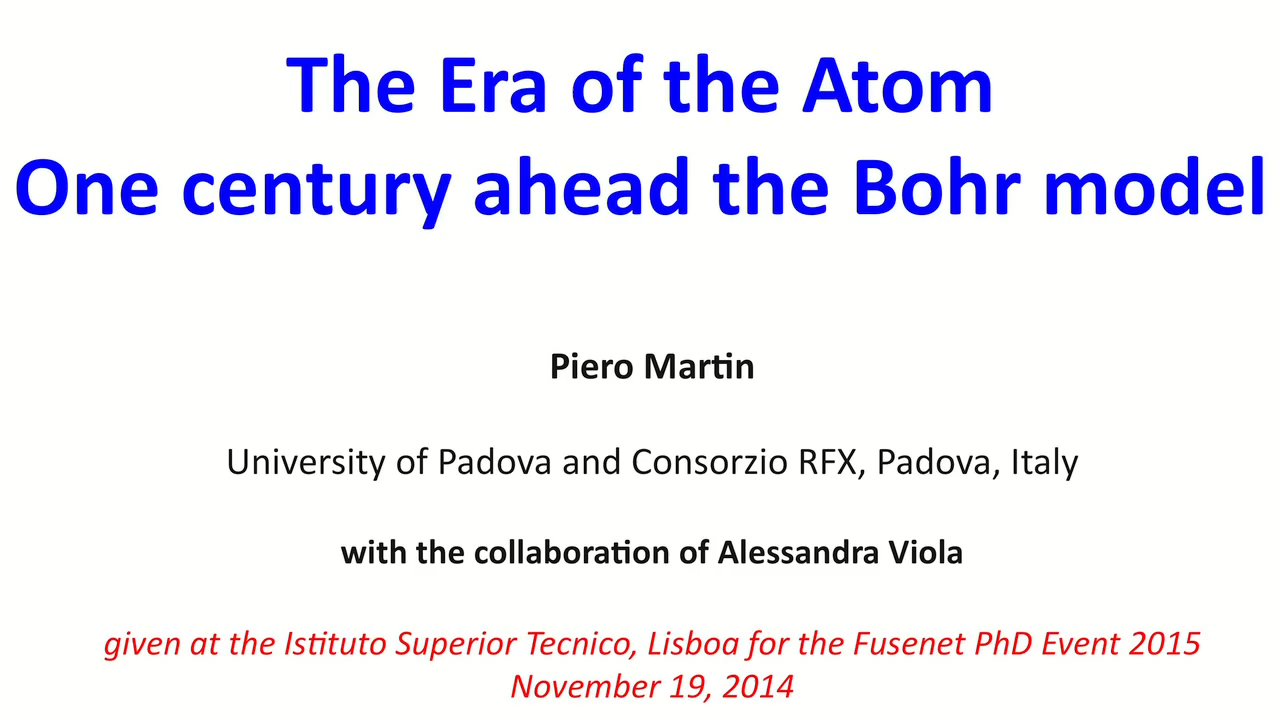 The Era of the Atom
One century ahead the Bohr model
Piero Martin
University of Padova and Consorzio RFX, Padova, Italy
with the collaboration of Alessandra Viola
given at the Istituto Superior Tecnico, Lisboa for the Fusenet PhD Event 2015
November 19, 2014